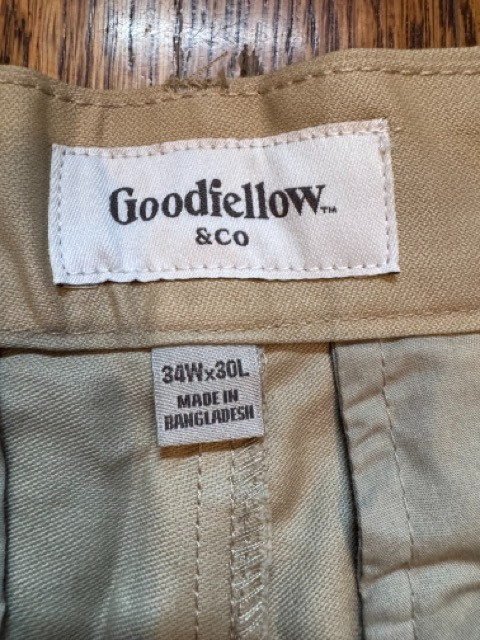 Goodfellow™
&Co
34W x 30L
MADE IN
BANGLADESH